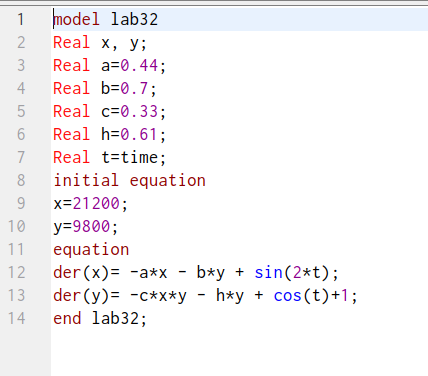 1 model lab32
2 Real x, y;
3 Real a=0.44;
4 Real b=0.7;
5 Real c=0.33;
6 Real h=0.61;
7 Real t=time;
8 initial equation
9 x=21200;
10 y=9800;
11 equation
12 der(x)= -a*x - b*y + sin(2*t);
13 der(y)= -c*x*y - h*y + cos(t)+1;
14 end lab32;